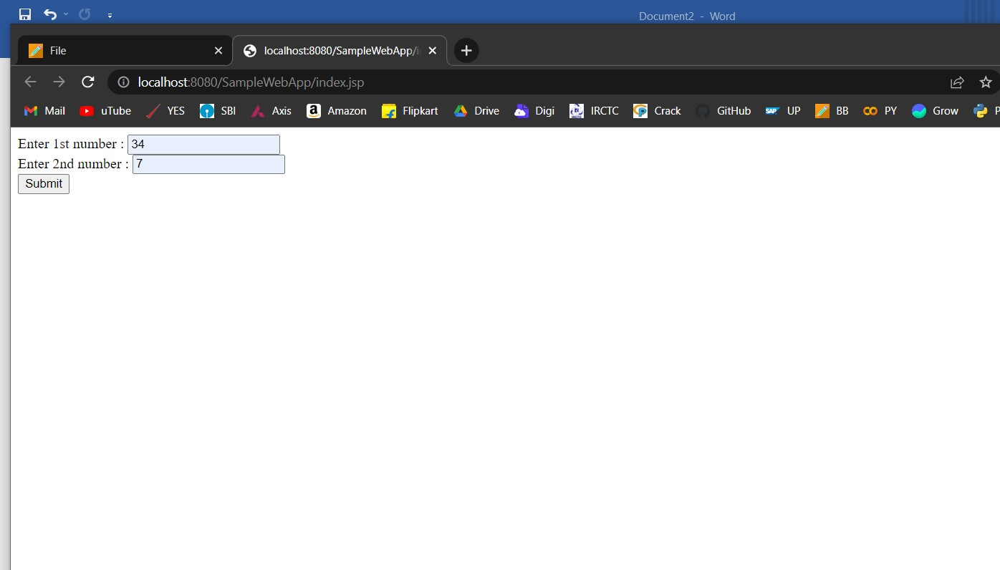 Document2 - Word
File
localhost:8080/SampleWebApp/i
localhost:8080/SampleWebApp/index.jsp
Mail uTube YES SBI Axis Amazon Flipkart Drive Digi IRCTC Crack GitHub UP BB PY Grow P
Enter 1st number : 34
Enter 2nd number : 7
Submit